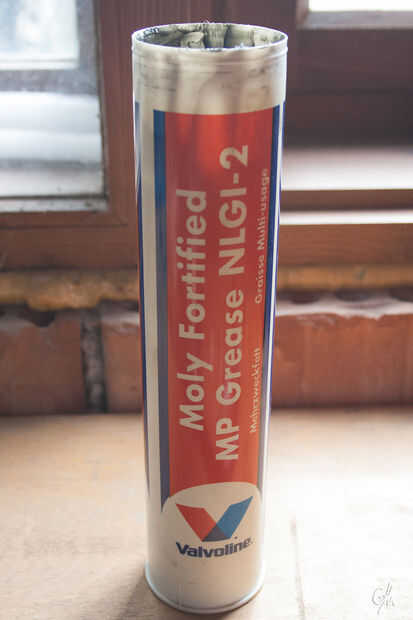 Moly Fortified
MP Grease NLGI-2
Mehrzweckfett
Graisse Multi-usage
Valvoline